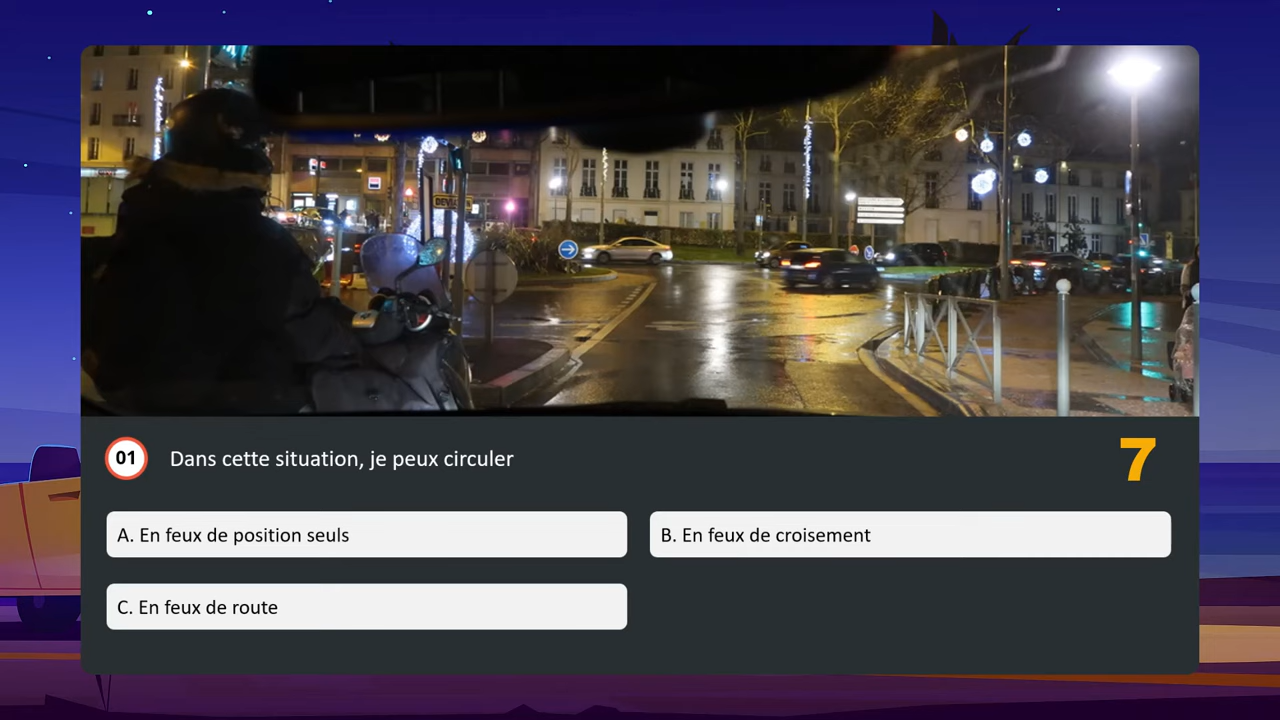 DEVIA
01
Dans cette situation, je peux circuler
7
A. En feux de position seuls
B. En feux de croisement
C. En feux de route